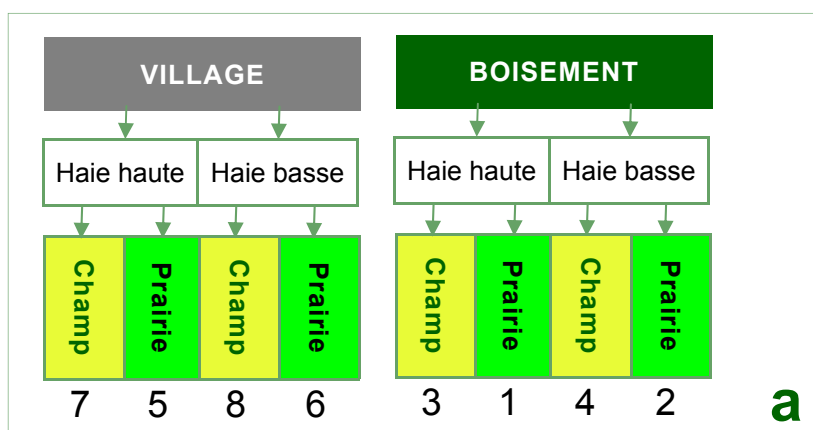 VILLAGE BOISEMENT
Haie haute Haie basse Haie haute Haie basse
Champ Prairie Champ Prairie Champ Prairie Champ Prairie
7 5 8 6 3 1 4 2 a